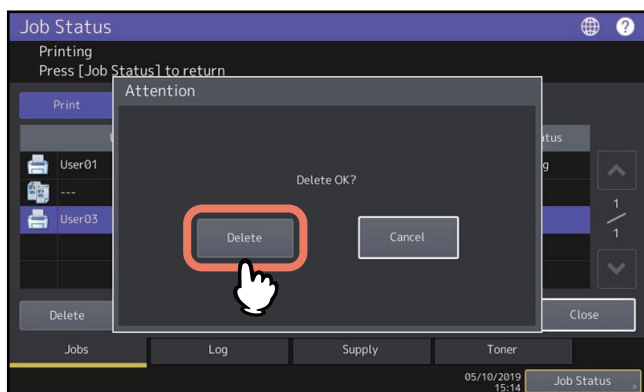 Job Status
?
Printing
Press [Job Status] to return
Attention
Print
tus
User01
g
Delete OK?
---
User03
1
1
Delete
Cancel
Delete
Close
Jobs
Log
Supply
Toner
05/10/2019
15:14
Job Status